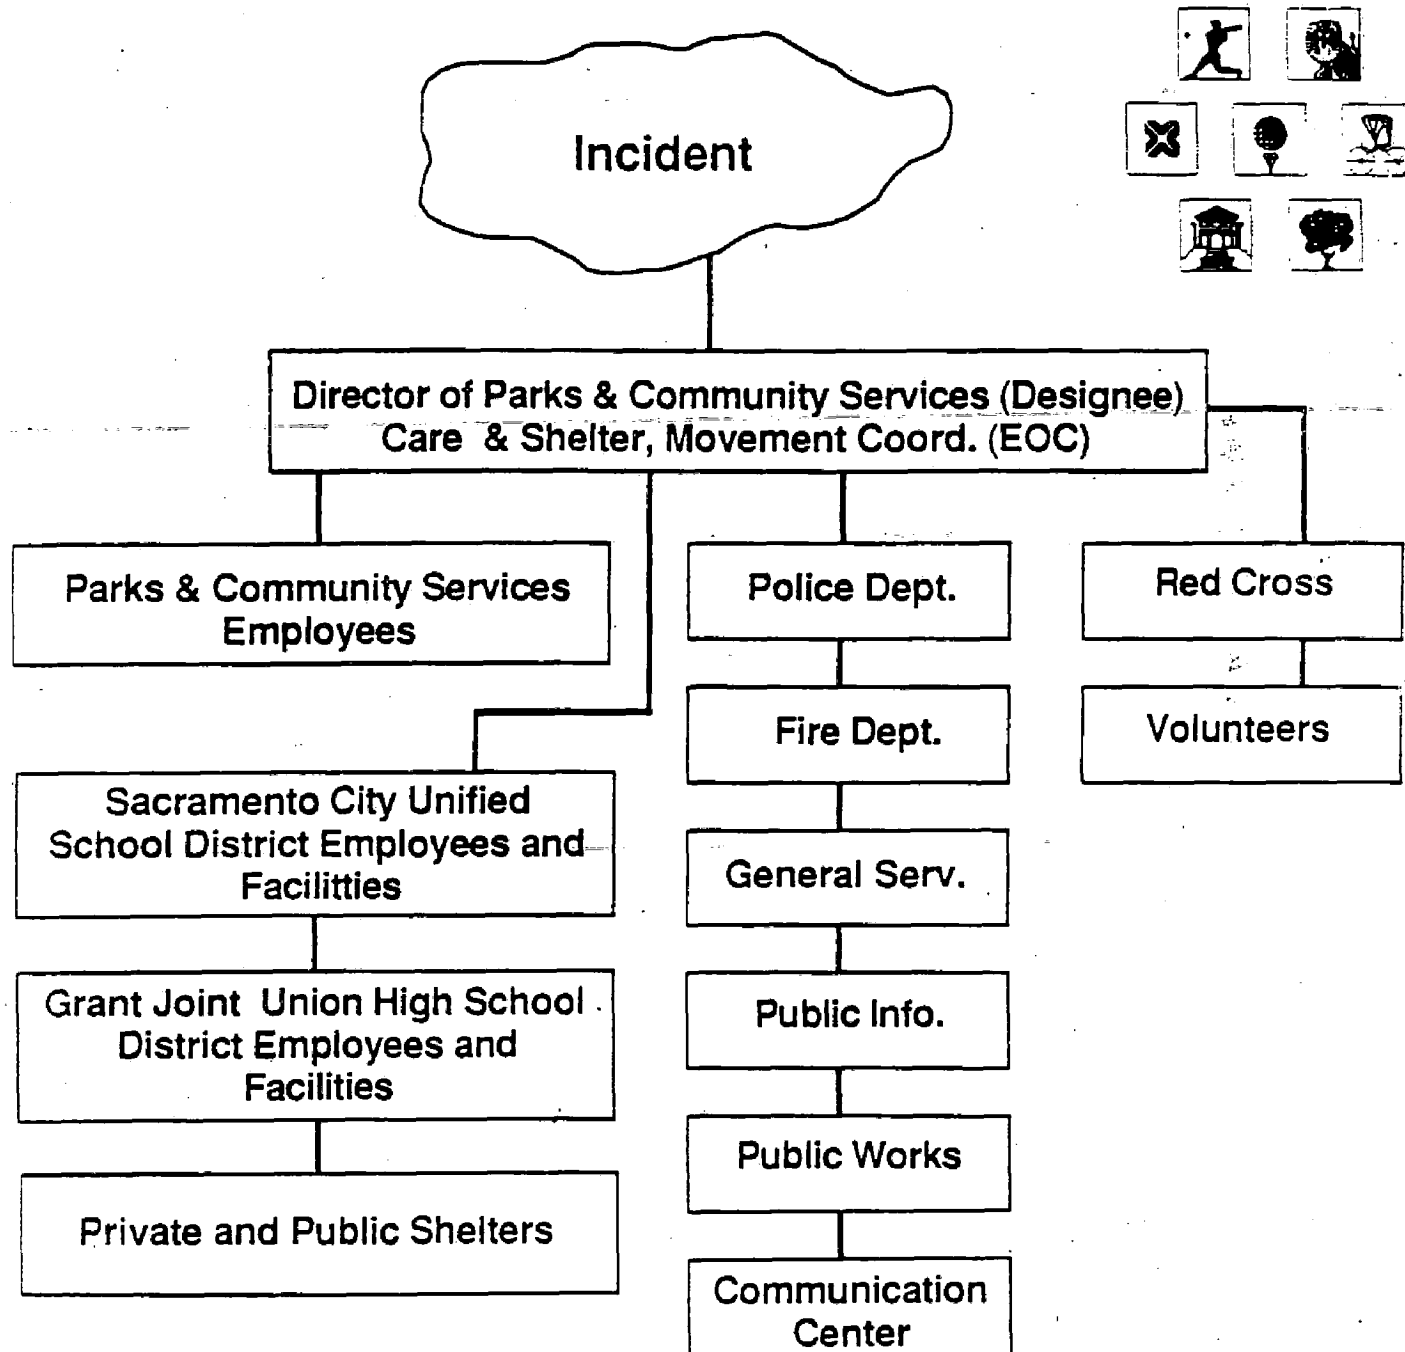 Incident
Director of Parks & Community Services (Designee)
Care & Shelter, Movement Coord. (EOC)
Parks & Community Services
Employees
Police Dept.
Red Cross
Fire Dept.
Volunteers
Sacramento City Unified
School District Employees and
Facilitties
General Serv.
Grant Joint Union High School
District Employees and
Facilities
Public Info.
Public Works
Private and Public Shelters
Communication
Center